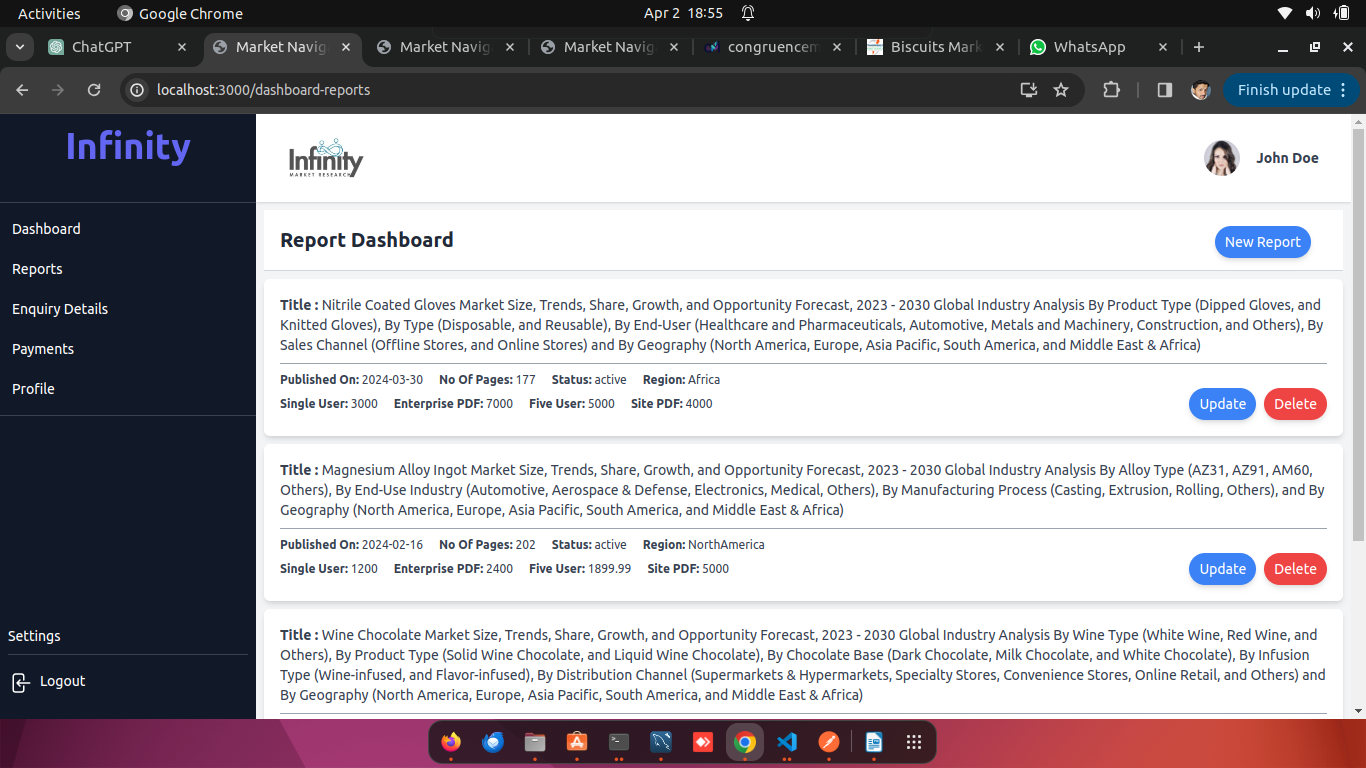 Activities
Google Chrome
Apr 2 18:55
ChatGPT
Market Navig
Market Navig
Market Navig
congruencem
Biscuits Mark
WhatsApp
localhost:3000/dashboard-reports
Finish update
Infinity
Dashboard
Reports
Enquiry Details
Payments
Profile
Settings
Logout
Infinity
MARKET RESEARCH
John Doe
Report Dashboard
New Report
Title : Nitrile Coated Gloves Market Size, Trends, Share, Growth, and Opportunity Forecast, 2023 - 2030 Global Industry Analysis By Product Type (Dipped Gloves, and
Knitted Gloves), By Type (Disposable, and Reusable), By End-User (Healthcare and Pharmaceuticals, Automotive, Metals and Machinery, Construction, and Others), By
Sales Channel (Offline Stores, and Online Stores) and By Geography (North America, Europe, Asia Pacific, South America, and Middle East & Africa)
Published On: 2024-03-30 No Of Pages: 177 Status: active Region: Africa
Single User: 3000 Enterprise PDF: 7000 Five User: 5000 Site PDF: 4000
Update Delete
Title : Magnesium Alloy Ingot Market Size, Trends, Share, Growth, and Opportunity Forecast, 2023 - 2030 Global Industry Analysis By Alloy Type (AZ31, AZ91, AM60,
Others), By End-Use Industry (Automotive, Aerospace & Defense, Electronics, Medical, Others), By Manufacturing Process (Casting, Extrusion, Rolling, Others), and By
Geography (North America, Europe, Asia Pacific, South America, and Middle East & Africa)
Published On: 2024-02-16 No Of Pages: 202 Status: active Region: NorthAmerica
Single User: 1200 Enterprise PDF: 2400 Five User: 1899.99 Site PDF: 5000
Update Delete
Title : Wine Chocolate Market Size, Trends, Share, Growth, and Opportunity Forecast, 2023 - 2030 Global Industry Analysis By Wine Type (White Wine, Red Wine, and
Others), By Product Type (Solid Wine Chocolate, and Liquid Wine Chocolate), By Chocolate Base (Dark Chocolate, Milk Chocolate, and White Chocolate), By Infusion
Type (Wine-infused, and Flavor-infused), By Distribution Channel (Supermarkets & Hypermarkets, Specialty Stores, Convenience Stores, Online Retail, and Others) and
By Geography (North America, Europe, Asia Pacific, South America, and Middle East & Africa)